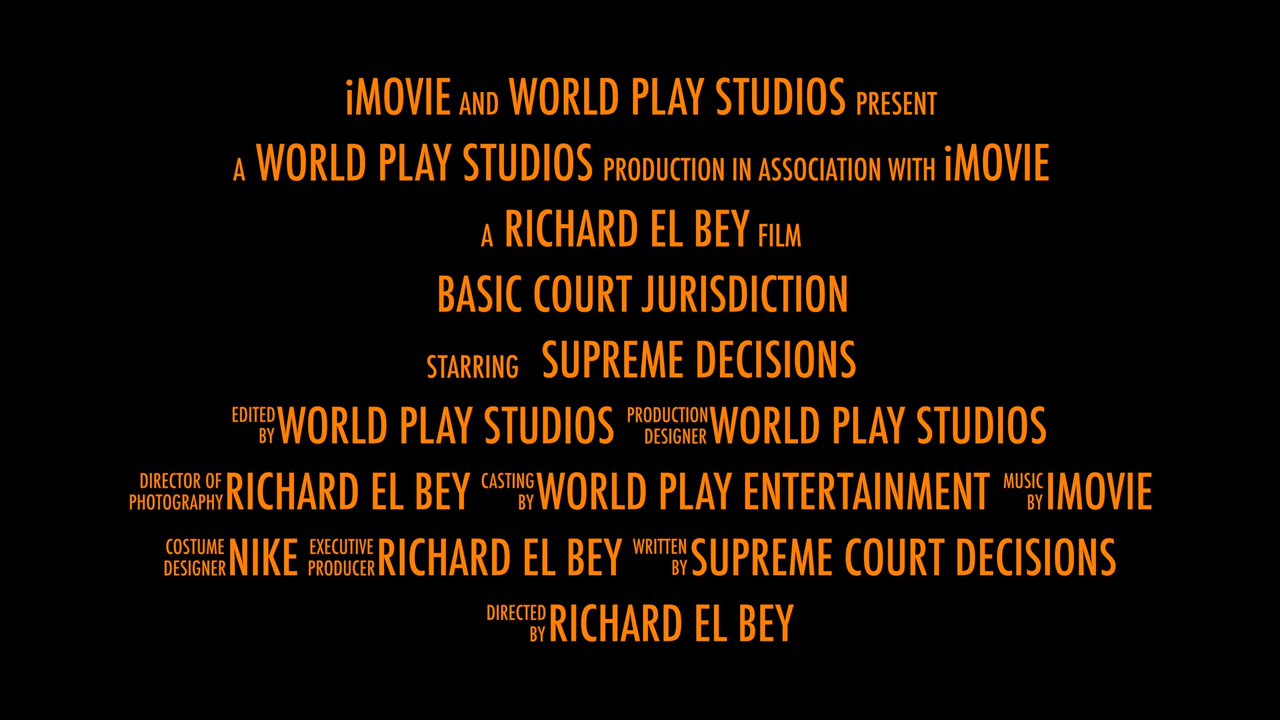 iMOVIE AND WORLD PLAY STUDIOS PRESENT
A WORLD PLAY STUDIOS PRODUCTION IN ASSOCIATION WITH iMOVIE
A RICHARD EL BEY FILM
BASIC COURT JURISDICTION
STARRING SUPREME DECISIONS
EDITED BY WORLD PLAY STUDIOS PRODUCTION DESIGNER WORLD PLAY STUDIOS
DIRECTOR OF PHOTOGRAPHY RICHARD EL BEY CASTING BY WORLD PLAY ENTERTAINMENT MUSIC BY IMOVIE
COSTUME DESIGNER NIKE EXECUTIVE PRODUCER RICHARD EL BEY WRITTEN BY SUPREME COURT DECISIONS
DIRECTED BY RICHARD EL BEY